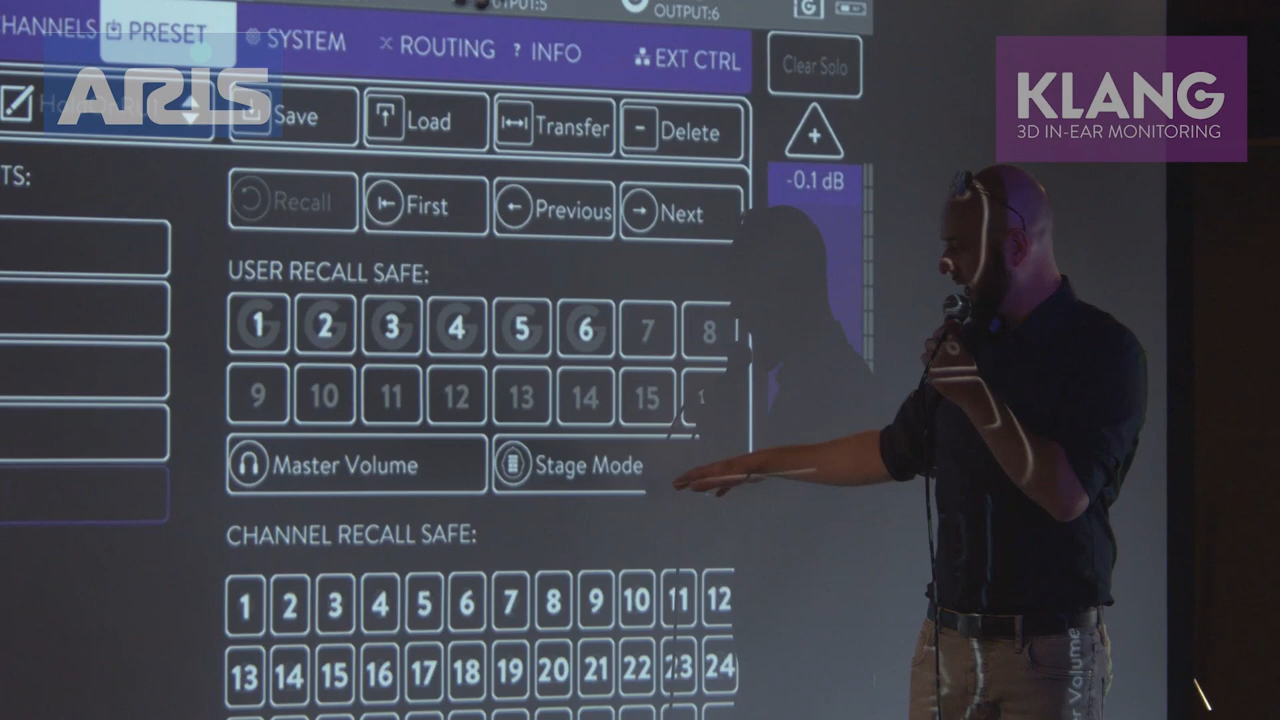 OUTPUT:6
CHANNELS PRESET SYSTEM ROUTING ? INFO EXT CTRL
Clear Solo
ARIS
KLANG
3D IN-EAR MONITORING
Save Load Transfer Delete
+
-0.1 dB
TS:
Recall First Previous Next
USER RECALL SAFE:
1 2 3 4 5 6 7 8
9 10 11 12 13 14 15
Master Volume Stage Mode
CHANNEL RECALL SAFE:
1 2 3 4 5 6 7 8 9 10 11 12
13 14 15 16 17 18 19 20 21 22 23 24
r Volume